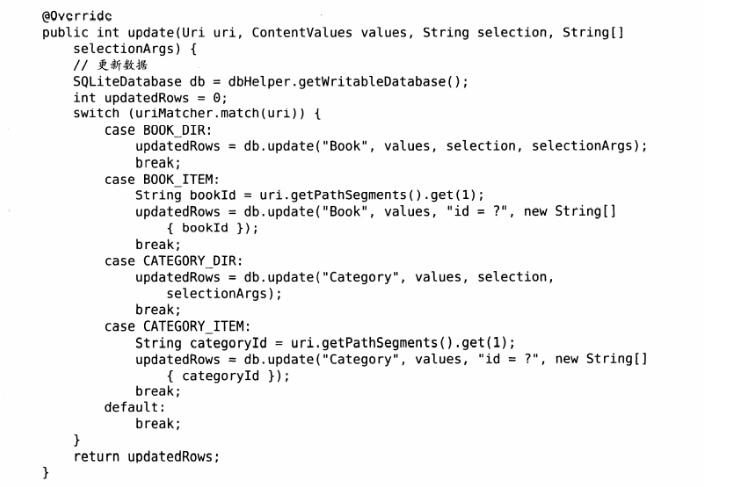 @Override
public int update(Uri uri, ContentValues values, String selection, String[]
    selectionArgs) {
    // 更新数据
    SQLiteDatabase db = dbHelper.getWritableDatabase();
    int updatedRows = 0;
    switch (uriMatcher.match(uri)) {
        case BOOK_DIR:
            updatedRows = db.update("Book", values, selection, selectionArgs);
            break;
        case BOOK_ITEM:
            String bookId = uri.getPathSegments().get(1);
            updatedRows = db.update("Book", values, "id = ?", new String[]
                { bookId });
            break;
        case CATEGORY_DIR:
            updatedRows = db.update("Category", values, selection,
                selectionArgs);
            break;
        case CATEGORY_ITEM:
            String categoryId = uri.getPathSegments().get(1);
            updatedRows = db.update("Category", values, "id = ?", new String[]
                { categoryId });
            break;
        default:
            break;
    }
    return updatedRows;
}